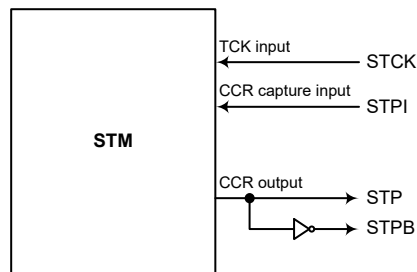 TCK input
STCK
CCR capture input
STPI
STM
CCR output
STP
STPB